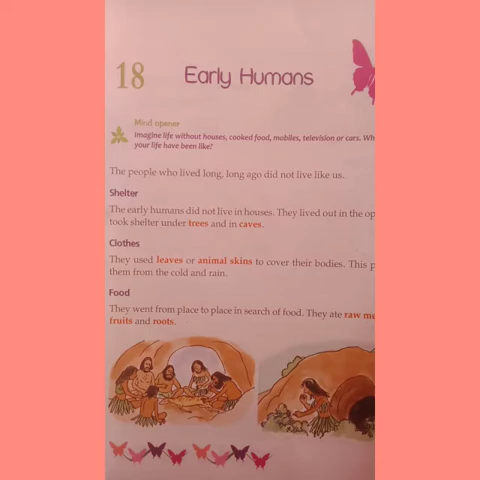 18
Early Humans
Mind opener
Imagine life without houses, cooked food, mobiles, television or cars.
your life have been like?
The people who lived long, long ago did not live like us.
Shelter
The early humans did not live in houses. They lived out in the
took shelter under trees and in caves.
Clothes
They used leaves or animal skins to cover their bodies. This
them from the cold and rain.
Food
They went from place to place in search of food. They ate raw
fruits and roots.